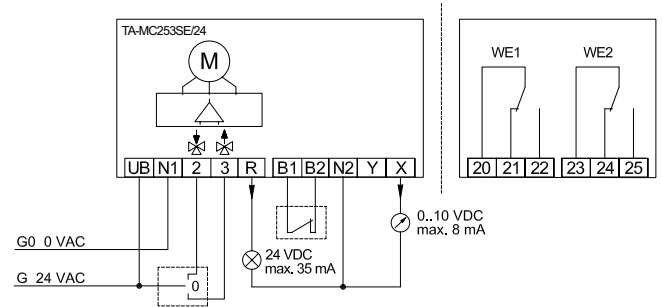 TA-MC253SE/24
M
WE1 WE2
UB N1 2 3 R B1 B2 N2 Y X
20 21 22 23 24 25
0..10 VDC
max. 8 mA
G0 0 VAC
24 VDC
max. 35 mA
G 24 VAC
0